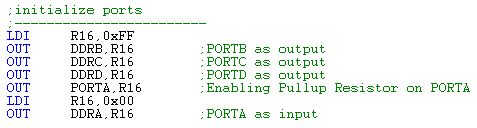 ;initialize ports
;------------------------
LDI R16,0xFF
OUT DDRB,R16 ;PORTB as output
OUT DDRC,R16 ;PORTC as output
OUT DDRD,R16 ;PORTD as output
OUT PORTA,R16 ;Enabling Pullup Resistor on PORTA
LDI R16,0x00
OUT DDRA,R16 ;PORTA as input